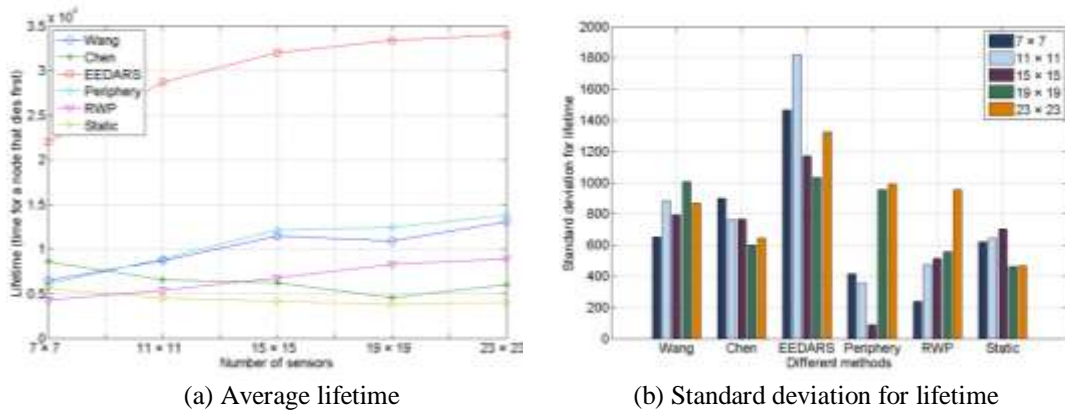 x 10⁴
3.5
3
2.5
2
1.5
1
0.5
0
Lifetime (time for a node that dies first)
Wang
Chen
EEDARS
Periphery
RWP
Static
7 × 7
11 × 11
15 × 15
19 × 19
23 × 23
Number of sensors
(a) Average lifetime
2000
1800
1600
1400
1200
1000
800
600
400
200
0
Standard deviation for lifetime
7 × 7
11 × 11
15 × 15
19 × 19
23 × 23
Wang
Chen
EEDARS
Periphery
RWP
Static
Different methods
(b) Standard deviation for lifetime